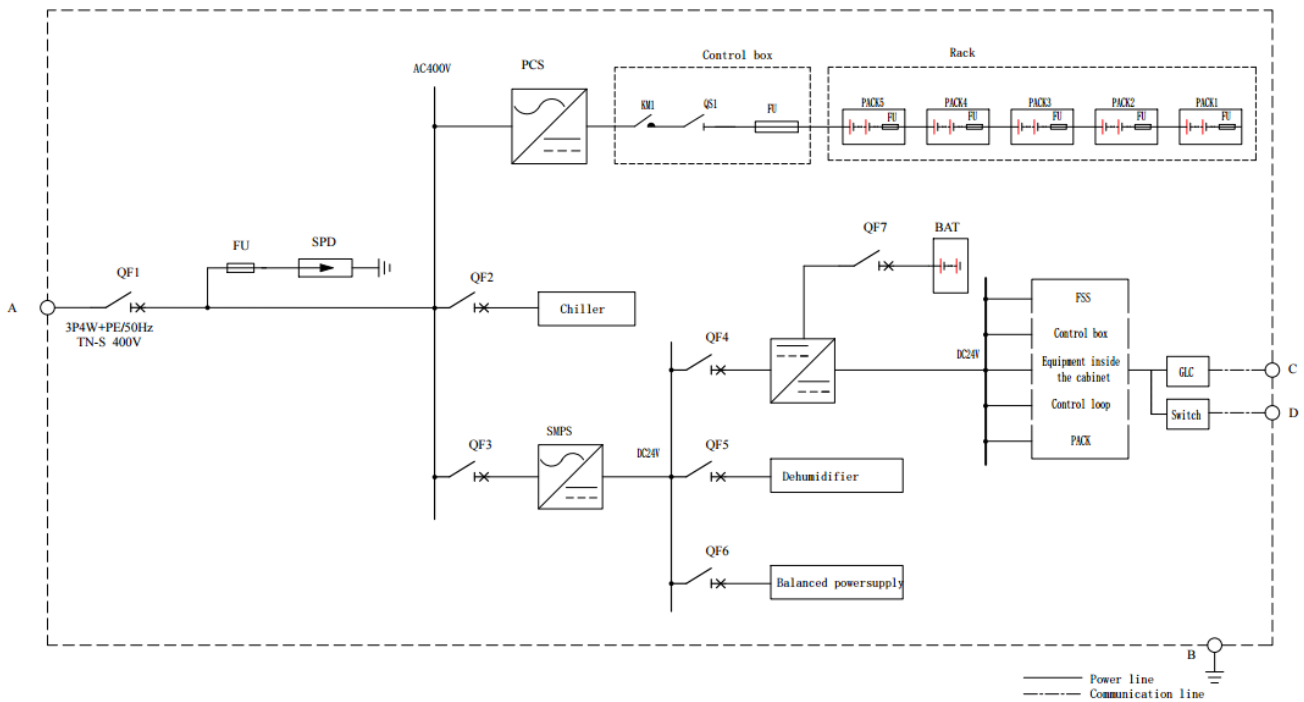 Control box
Rack
AC400V
PCS
KM1
QS1
FU
PACK5
FU
PACK4
FU
PACK3
FU
PACK2
FU
PACK1
FU
FU
SPD
QF1
A
3P4W+PE/50Hz
TN-S 400V
QF2
Chiller
QF7
BAT
QF4
DC24V
FSS
Control box
Equipment inside
the cabinet
Control loop
PACK
GLC
Switch
C
D
QF3
SMPS
DC24V
QF5
Dehumidifier
QF6
Balanced powersupply
B
Power line
Communication line